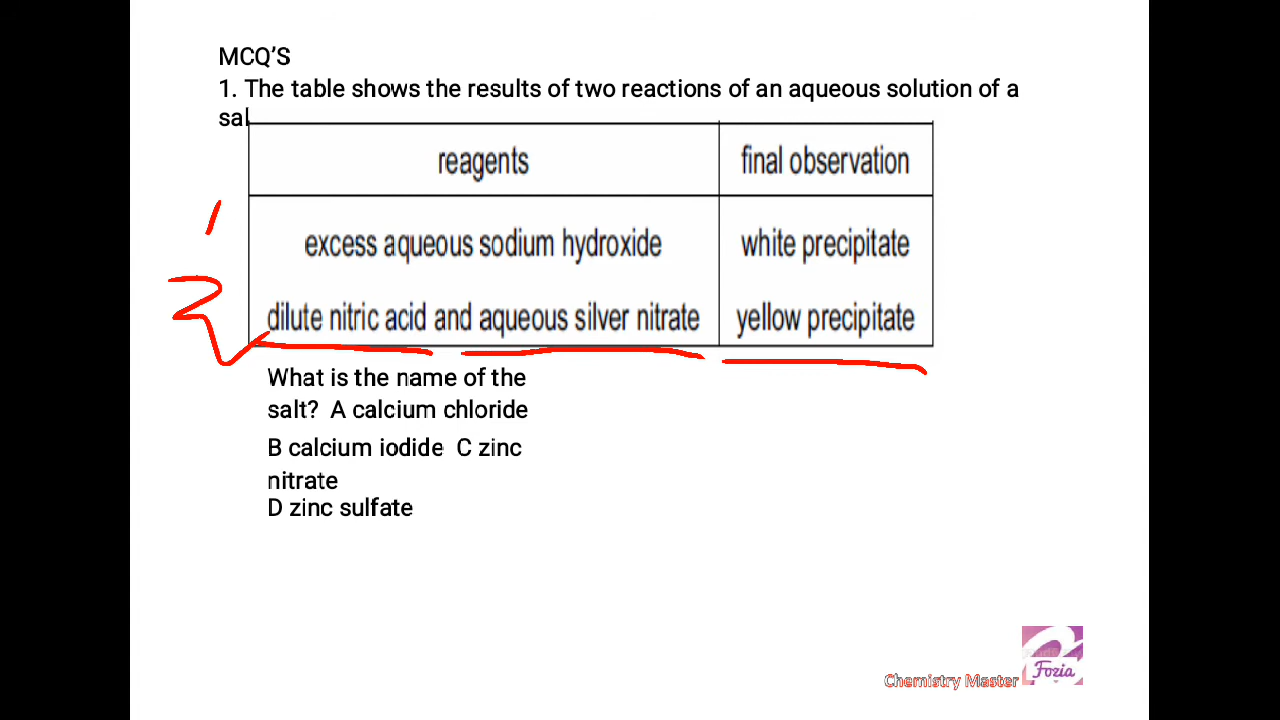 MCQ'S
1. The table shows the results of two reactions of an aqueous solution of a
sal
reagents final observation
1 excess aqueous sodium hydroxide white precipitate
2 dilute nitric acid and aqueous silver nitrate yellow precipitate
What is the name of the
salt? A calcium chloride
B calcium iodide C zinc
nitrate
D zinc sulfate
Fozia
Chemistry Master